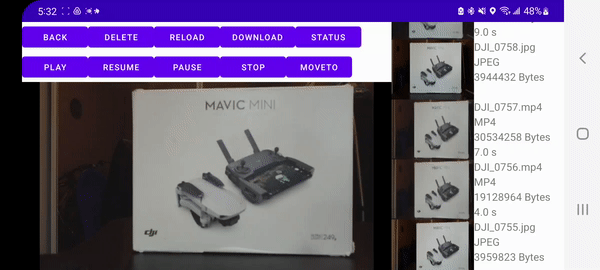 5:32
48%
BACK DELETE RELOAD DOWNLOAD STATUS
PLAY RESUME PAUSE STOP MOVETO
MAVIC MINI
dji
9.0 s
DJI_0758.jpg
JPEG
3944432 Bytes
DJI_0757.mp4
MP4
30534258 Bytes
7.0 s
DJI_0756.mp4
MP4
19128964 Bytes
4.0 s
DJI_0755.jpg
JPEG
3959823 Bytes